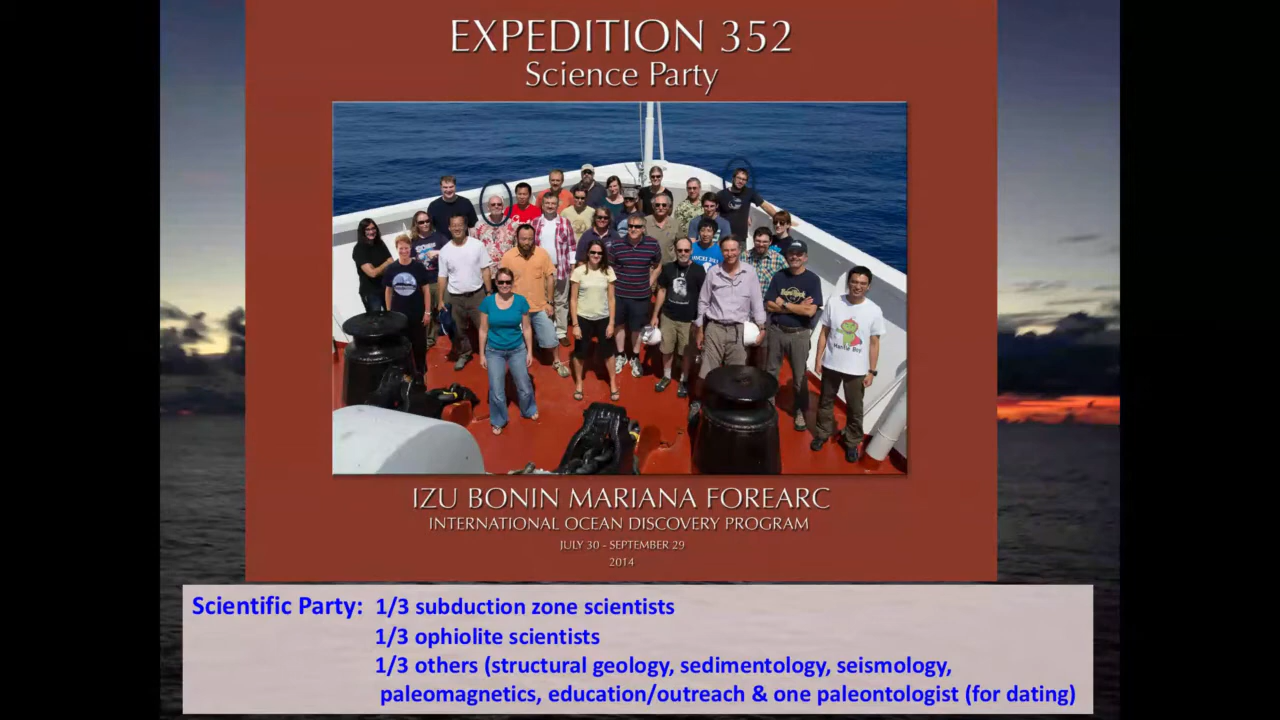 EXPEDITION 352
Science Party
IZU BONIN MARIANA FOREARC
INTERNATIONAL OCEAN DISCOVERY PROGRAM
JULY 30 - SEPTEMBER 29
2014
Scientific Party: 1/3 subduction zone scientists
1/3 ophiolite scientists
1/3 others (structural geology, sedimentology, seismology,
paleomagnetics, education/outreach & one paleontologist (for dating)